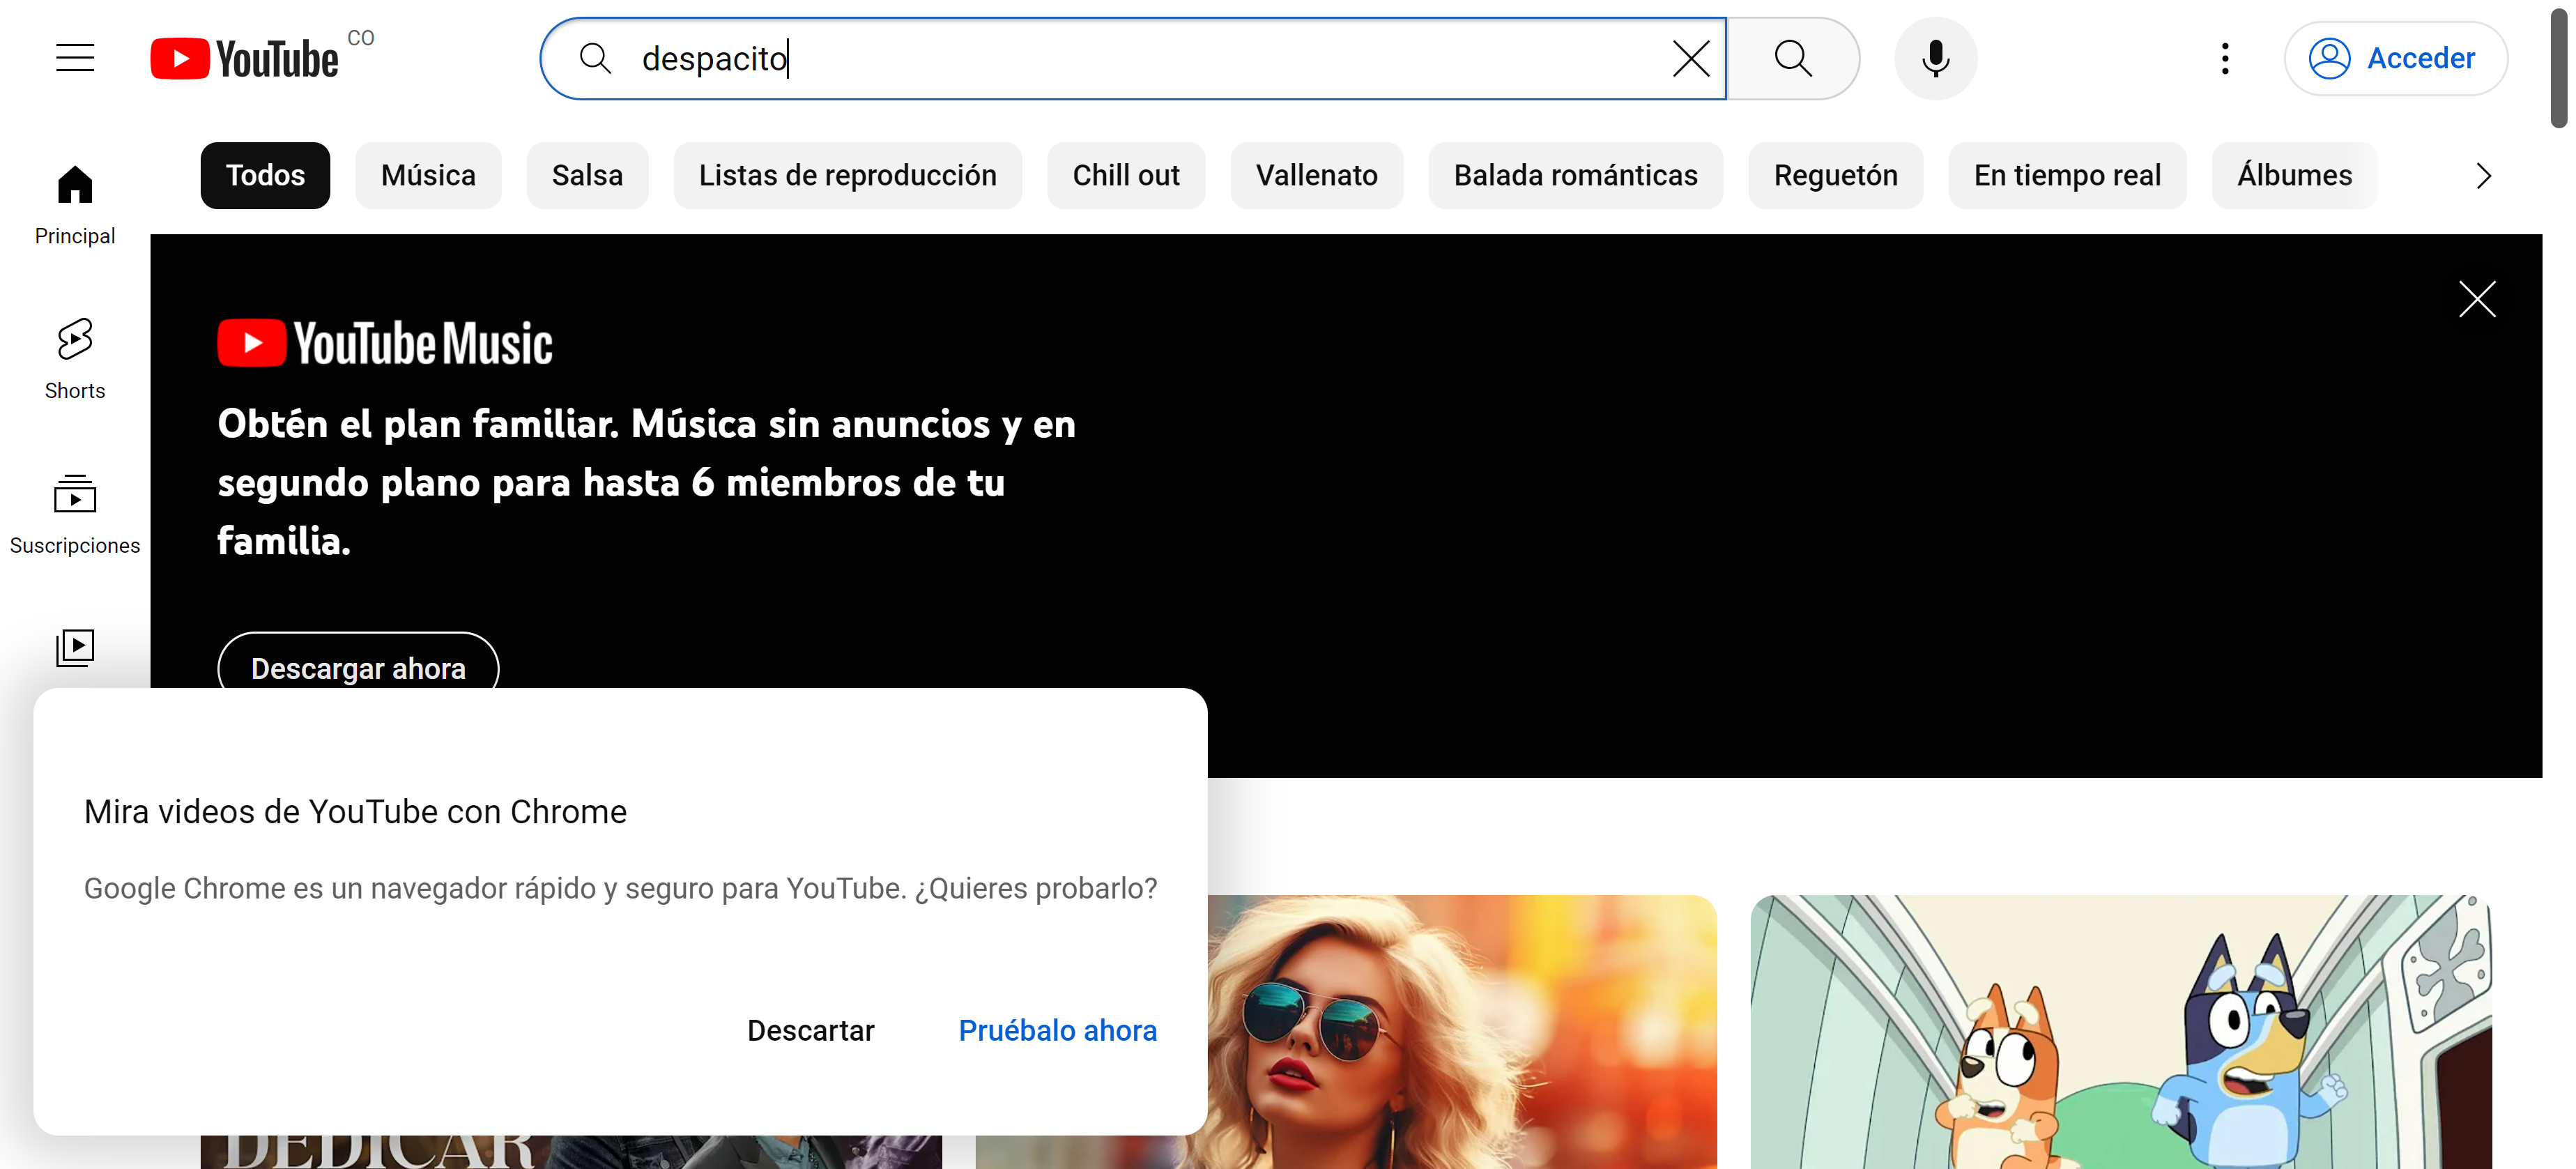 YouTube CO
despacito
Acceder
Todos
Música
Salsa
Listas de reproducción
Chill out
Vallenato
Balada románticas
Reguetón
En tiempo real
Álbumes
Principal
Shorts
Suscripciones
YouTube Music
Obtén el plan familiar. Música sin anuncios y en
segundo plano para hasta 6 miembros de tu
familia.
Descargar ahora
Mira videos de YouTube con Chrome
Google Chrome es un navegador rápido y seguro para YouTube. ¿Quieres probarlo?
Descartar
Pruébalo ahora
DEDICAR